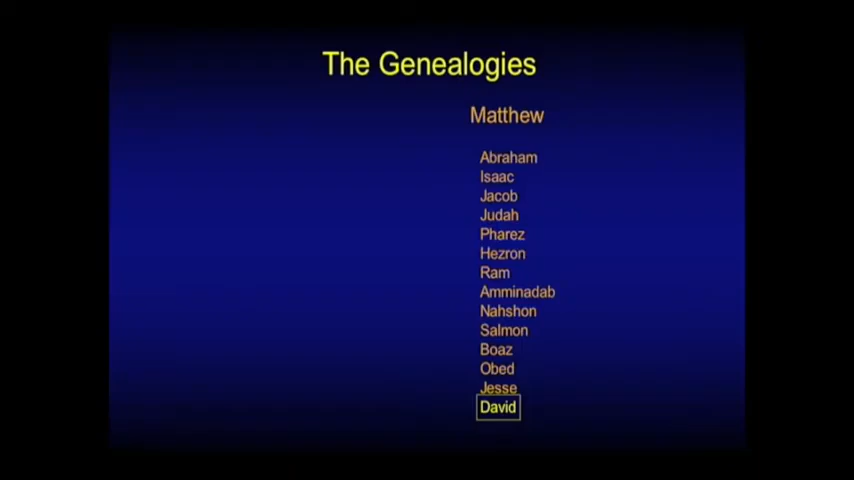 The Genealogies
Matthew
Abraham
Isaac
Jacob
Judah
Pharez
Hezron
Ram
Amminadab
Nahshon
Salmon
Boaz
Obed
Jesse
David